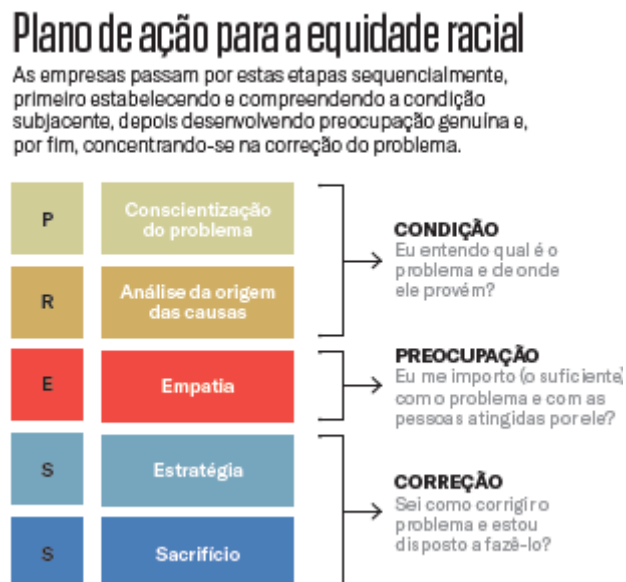 Plano de ação para a equidade racial
As empresas passam por estas etapas sequencialmente,
primeiro estabelecendo e compreendendo a condição
subjacente, depois desenvolvendo preocupação genuína e,
por fim, concentrando-se na correção do problema.
P
Conscientização
do problema
R
Análise da origem
das causas
CONDIÇÃO
Eu entendo qual é o
problema e de onde
ele provém?
E
Empatia
PREOCUPAÇÃO
Eu me importo (o suficiente)
com o problema e com as
pessoas atingidas por ele?
S
Estratégia
S
Sacrifício
CORREÇÃO
Sei como corrigir o
problema e estou
disposto a fazê-lo?